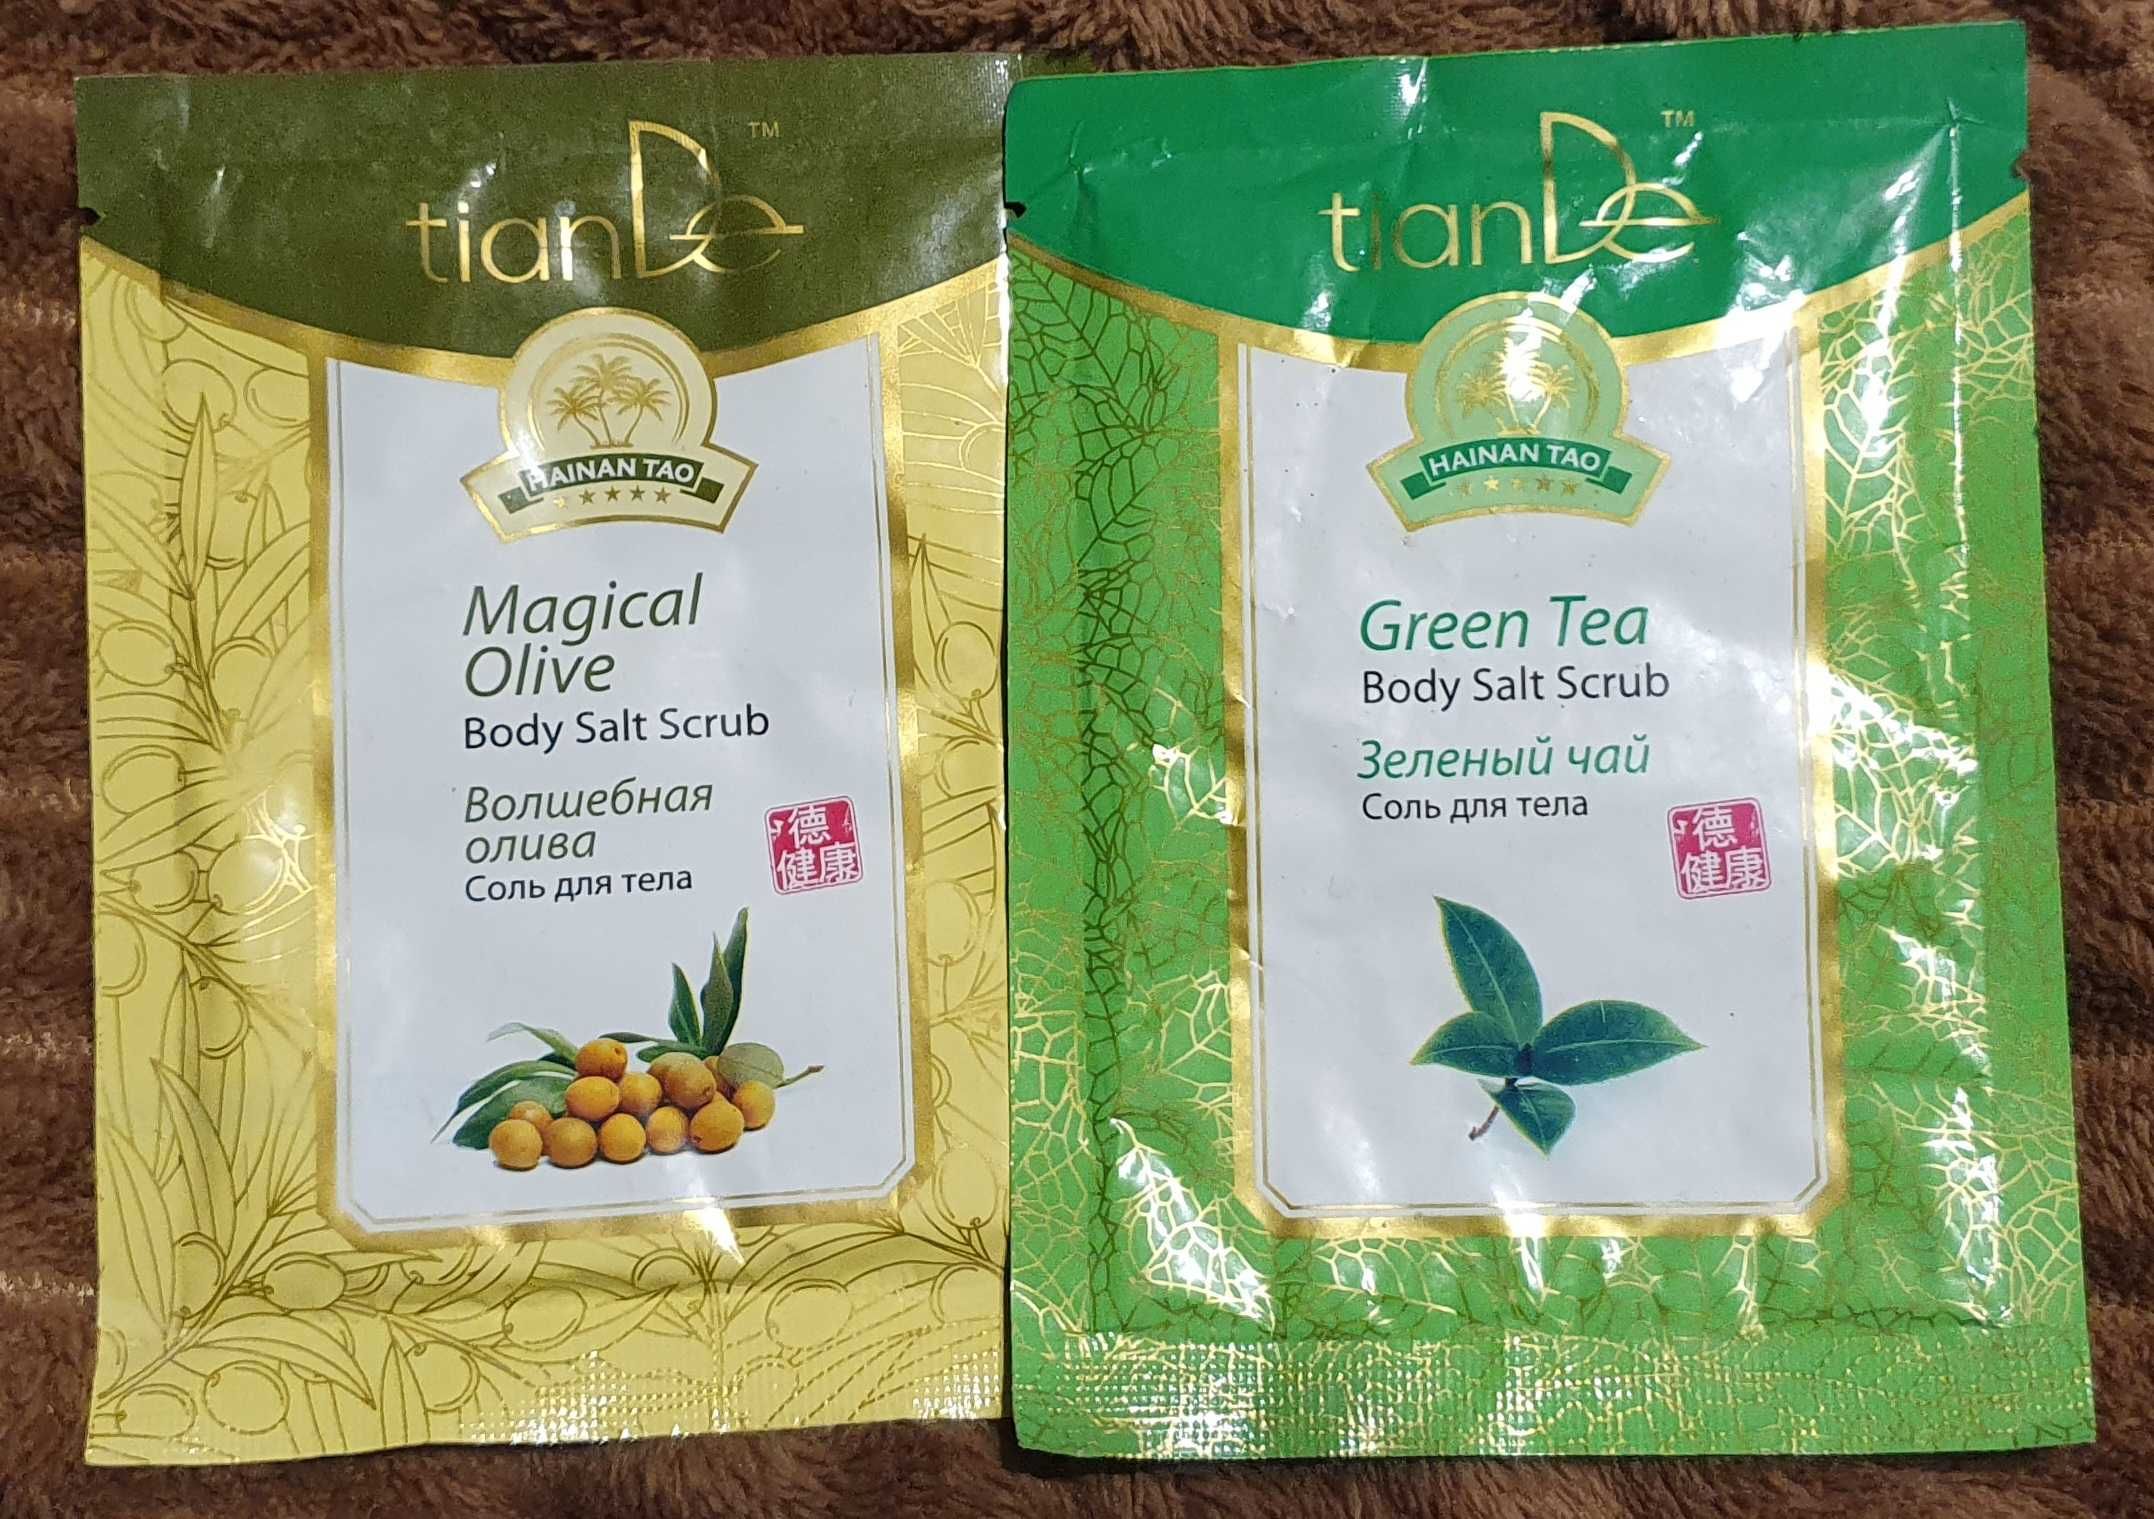 tianDe™
HAINAN TAO
Magical
Olive
Body Salt Scrub
Волшебная
олива
Соль для тела
德
健康
tianDe™
HAINAN TAO
Green Tea
Body Salt Scrub
Зеленый чай
Соль для тела
德
健康